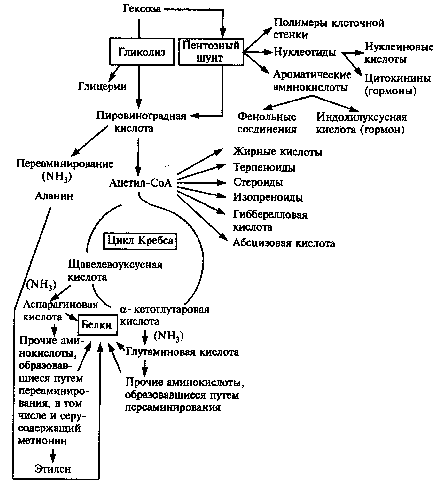 Гексозы
Гликолиз
Пентозный
шунт
Полимеры клеточной
стенки
Нуклеотиды
Нуклеиновые
кислоты
Ароматические
аминокислоты
Цитокинины
(гормоны)
Глицерин
Фенольные
соединения
Индолилуксусная
кислота (гормон)
Пировиноградная
кислота
Переаминирование
(NH₃)
Аланин
Ацетил-CoA
Жирные кислоты
Терпеноиды
Стероиды
Изопреноиды
Гибберелловая
кислота
Абсцизовая кислота
Цикл Кребса
Щавелевоуксусная
кислота
(NH₃)
Аспарагиновая
кислота
Белки
α-кетоглутаровая
кислота
(NH₃)
Глутаминовая кислота
Прочие ами-
нокислоты,
образовав-
шиеся путем
переаминиро-
вания, в том
числе и серу-
содержащий
метионин
Прочие аминокислоты,
образовавшиеся путем
переаминирования
Этилен